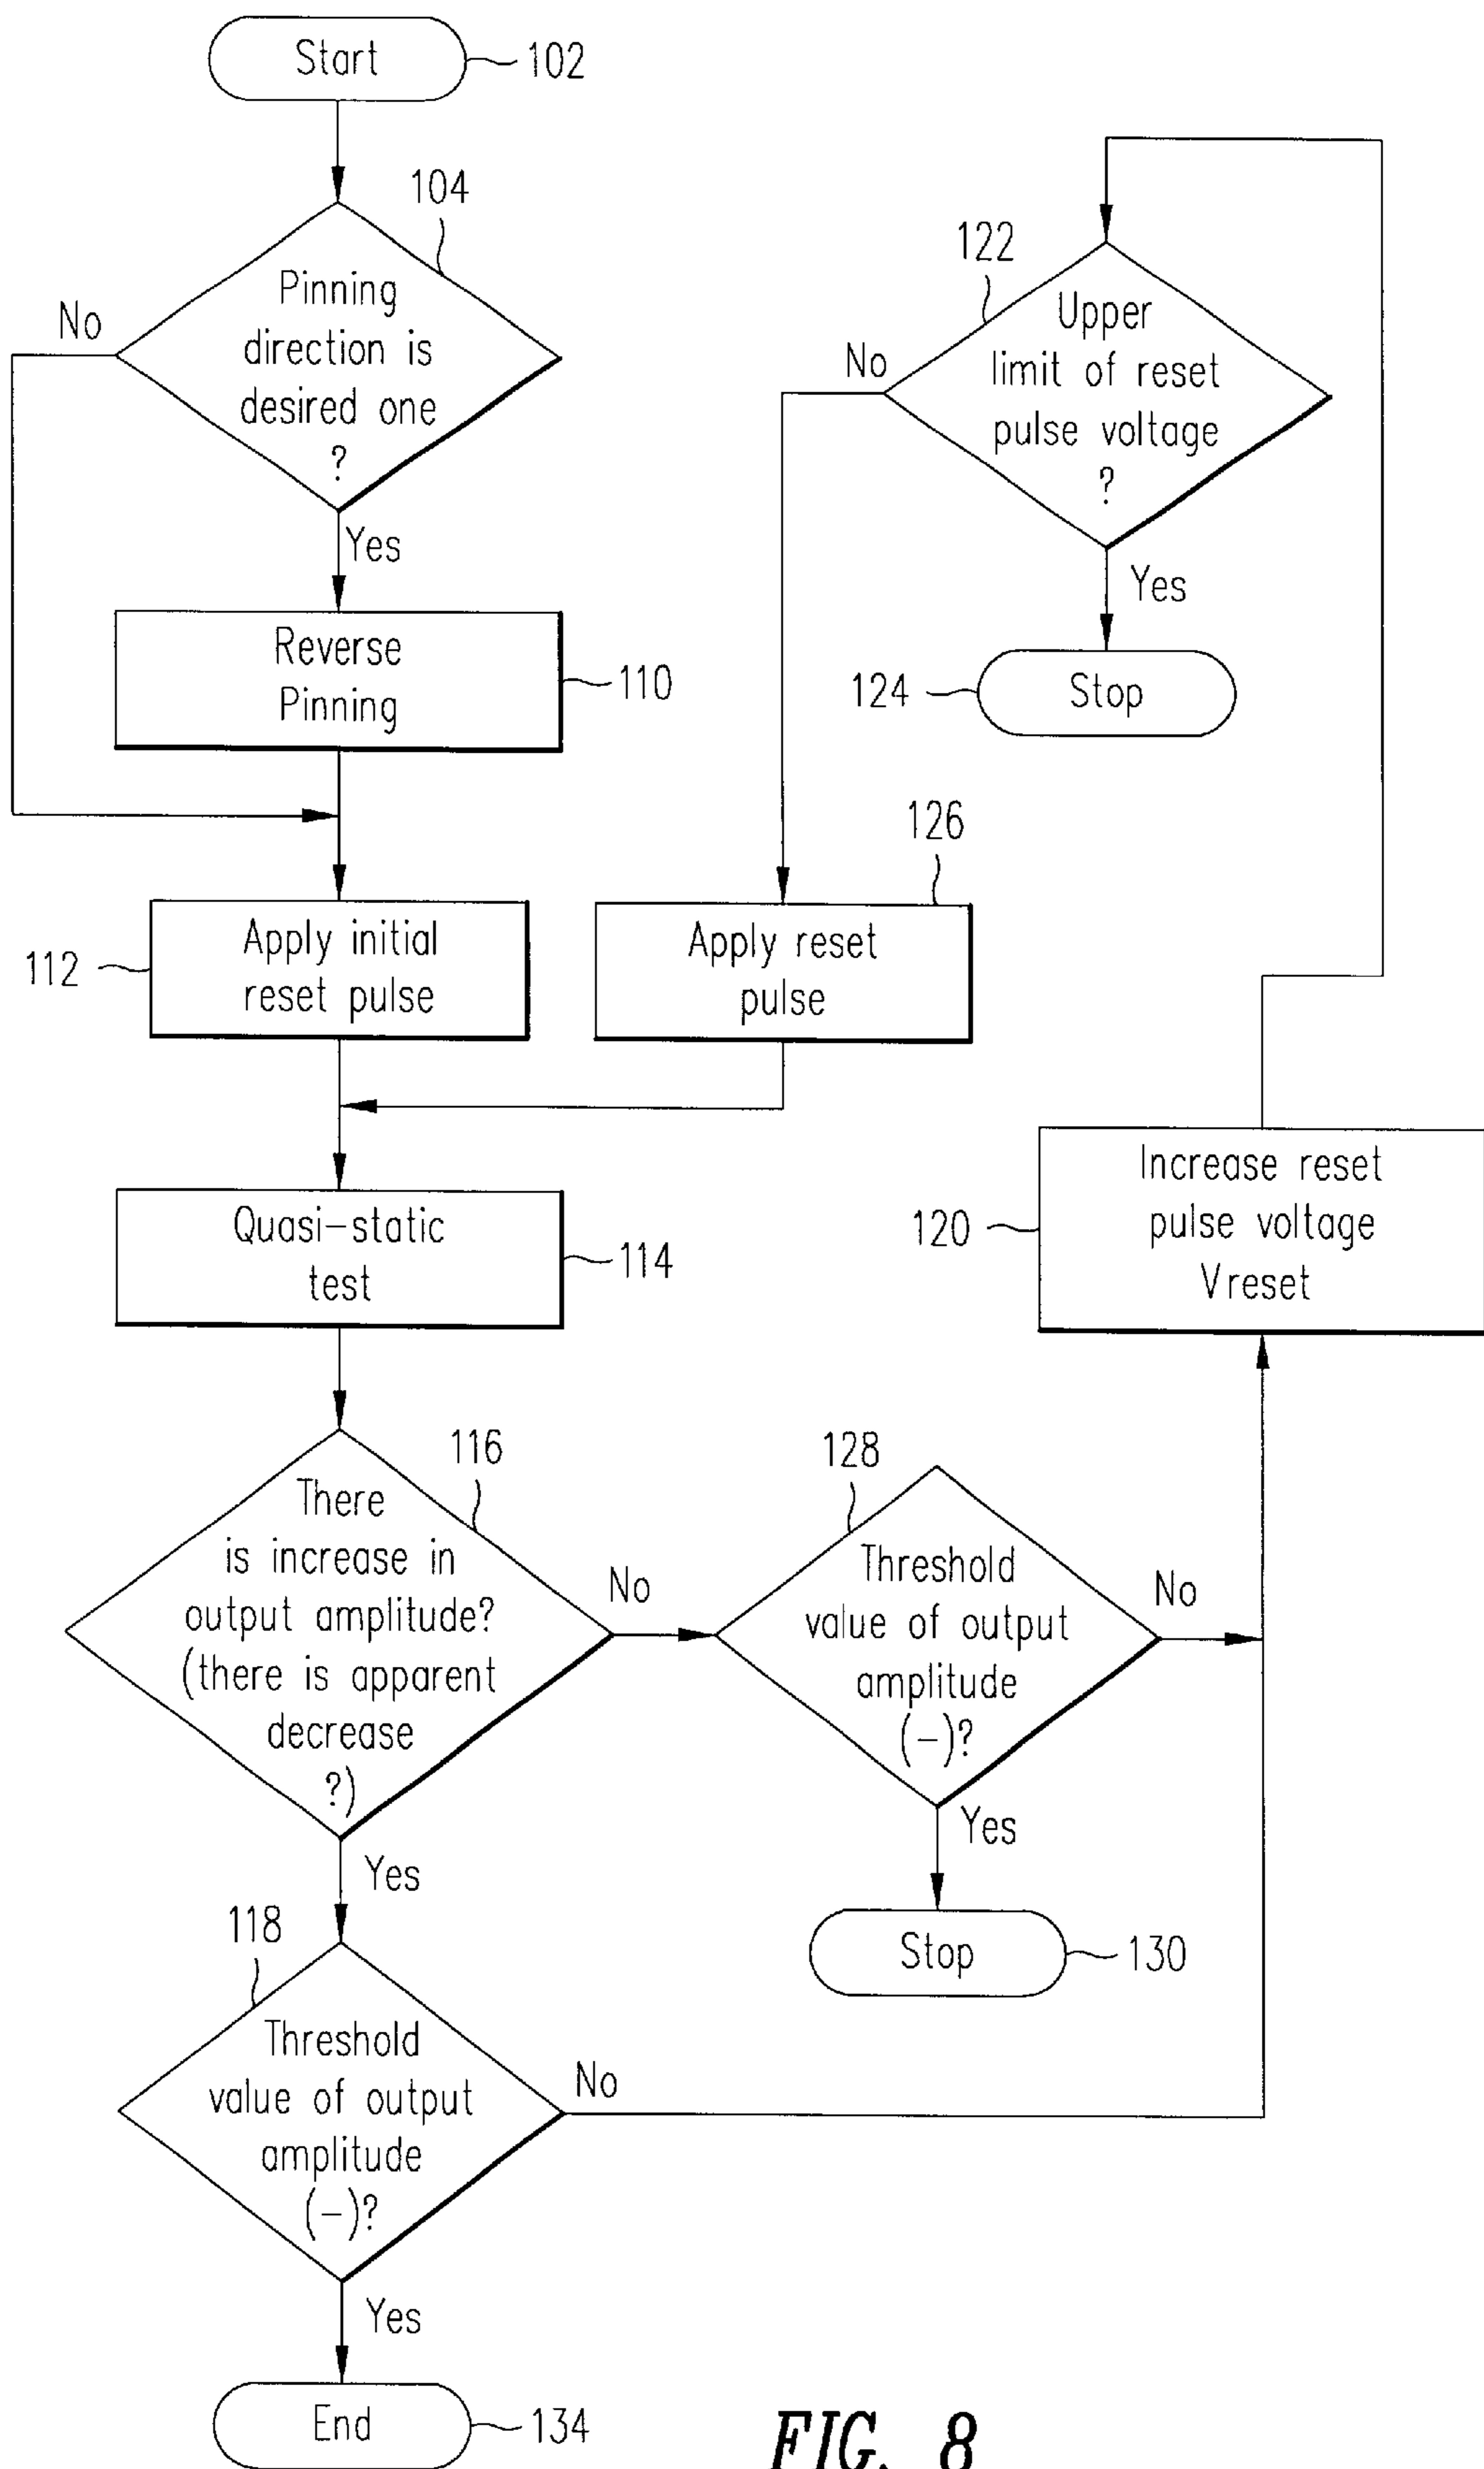 Start
102
104
Pinning
direction is
desired one
?
No
Yes
Reverse
Pinning
110
112
Apply initial
reset pulse
Quasi-static
test
114
116
There
is increase in
output amplitude?
(there is apparent
decrease
?)
No
Yes
118
Threshold
value of output
amplitude
(-)?
No
Yes
End
134
122
Upper
limit of reset
pulse voltage
?
No
Yes
124
Stop
126
Apply reset
pulse
120
Increase reset
pulse voltage
Vreset
128
Threshold
value of output
amplitude
(-)?
No
Yes
Stop
130
FIG. 8